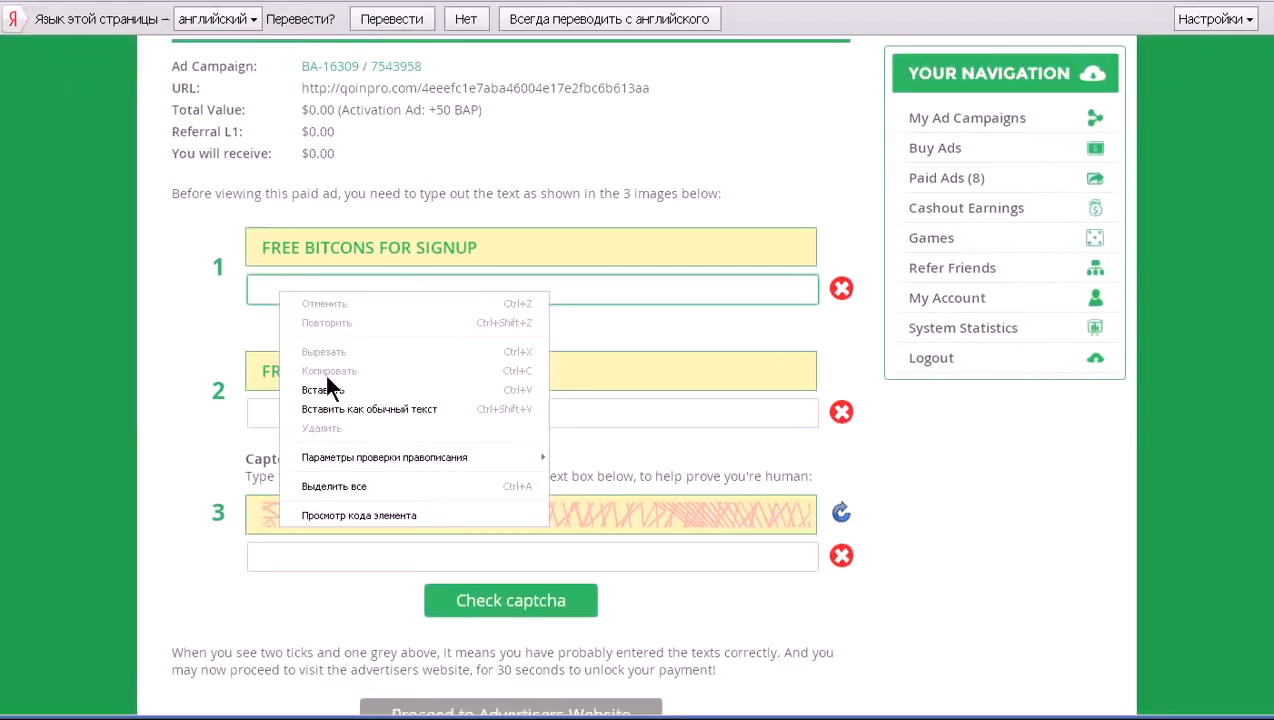 Я Язык этой страницы – английский Перевести? Перевести Нет Всегда переводить с английского Настройки
Ad Campaign: BA-16309 / 7543958
URL: http://qoinpro.com/4eeefc1e7aba46004e17e2fbc6b613aa
Total Value: $0.00 (Activation Ad: +50 BAP)
Referral L1: $0.00
You will receive: $0.00
Before viewing this paid ad, you need to type out the text as shown in the 3 images below:
1
FREE BITCONS FOR SIGNUP
Отменить Ctrl+Z
Повторить Ctrl+Shift+Z
Вырезать Ctrl+X
Копировать Ctrl+C
Вставить Ctrl+V
Вставить как обычный текст Ctrl+Shift+V
Удалить
Параметры проверки правописания
Выделить все Ctrl+A
Просмотр кода элемента
2
FR
Capt
Type ext box below, to help prove you're human:
3
Check captcha
When you see two ticks and one grey above, it means you have probably entered the texts correctly. And you
may now proceed to visit the advertisers website, for 30 seconds to unlock your payment!
Proceed to Advertisers Website
YOUR NAVIGATION
My Ad Campaigns
Buy Ads
Paid Ads (8)
Cashout Earnings
Games
Refer Friends
My Account
System Statistics
Logout